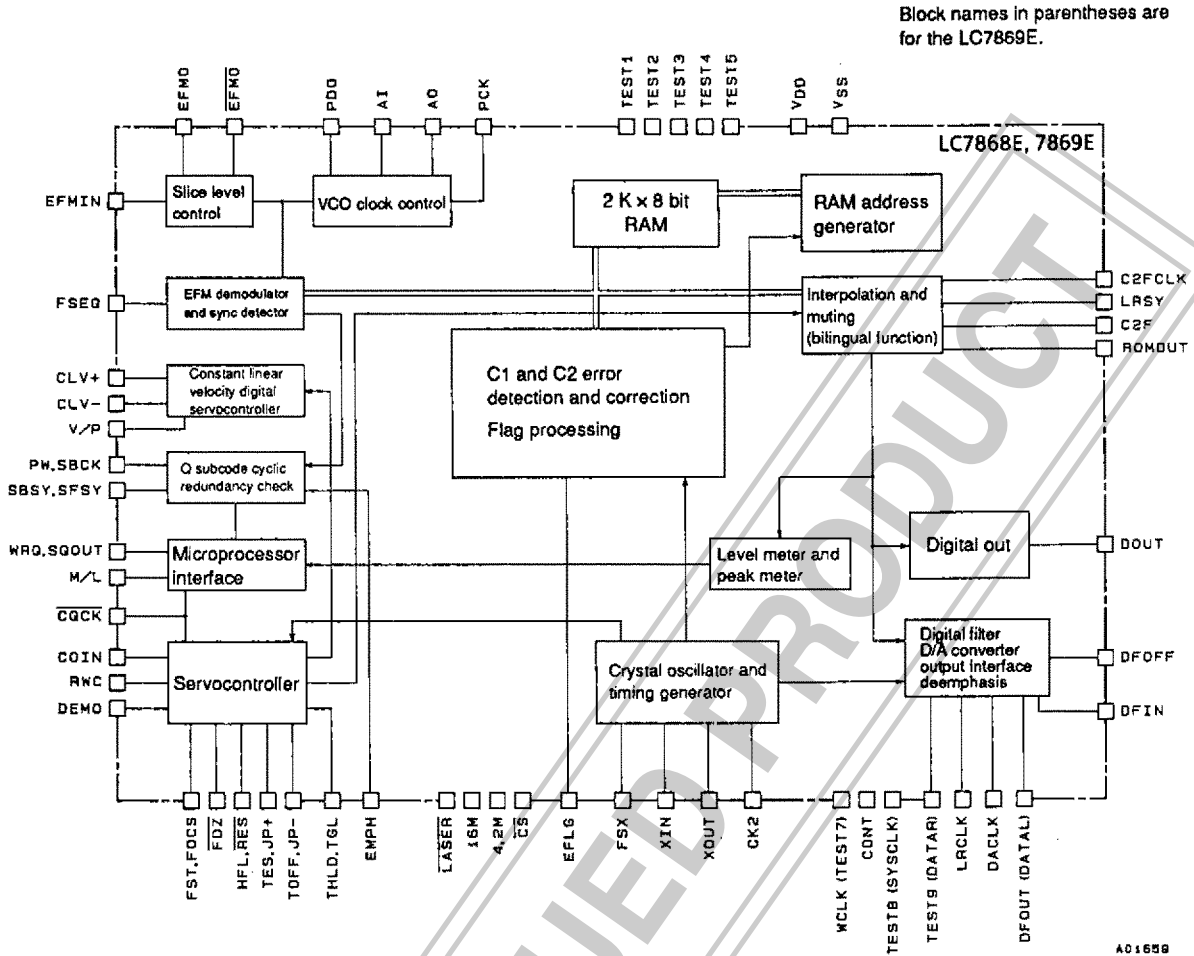 Block names in parentheses are
for the LC7869E.
EFMO
EFMO
PDO
AI
AO
PCK
TEST1
TEST2
TEST3
TEST4
TEST5
VDD
VSS
LC7868E, 7869E
EFMIN
Slice level
control
VCO clock control
2 K × 8 bit
RAM
RAM address
generator
FSEQ
EFM demodulator
and sync detector
Interpolation and
muting
(bilingual function)
C2FCLK
LRSY
C2F
ROMOUT
CLV+
CLV-
V/P
Constant linear
velocity digital
servocontroller
C1 and C2 error
detection and correction
Flag processing
PW,SBCK
SBSY,SFSY
Q subcode cyclic
redundancy check
WRQ,SQOUT
M/L
CQCK
Microprocessor
interface
Level meter and
peak meter
Digital out
DOUT
COIN
RWC
DEMO
Servocontroller
Crystal oscillator and
timing generator
Digital filter
D/A converter
output interface
deemphasis
DFOFF
DFIN
FST,FOCS
FDZ
HFL,RES
TES,JP+
TOFF,JP-
THLD,TGL
EMPH
LASER
16M
4.2M
CS
EFLG
FSX
XIN
XOUT
CK2
WCLK (TEST7)
CONT
TEST8 (SYSCLK)
TEST9 (DATAR)
LRCLK
DACLK
DFOUT (DATAL)
UED PRODUCT
A01659